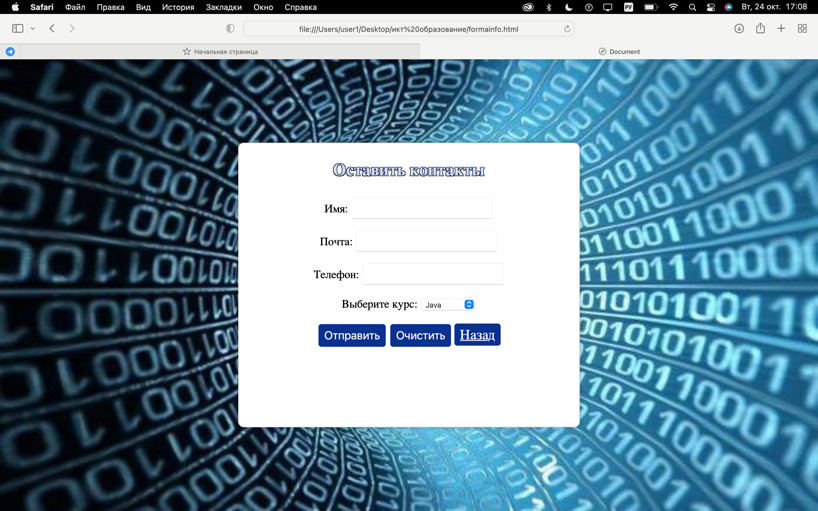 Safari Файл Правка Вид История Закладки Окно Справка РУ Вт, 24 окт. 17:08
file:///Users/user1/Desktop/икт%20образование/formainfo.html
Начальная страница Document
Оставить контакты
Имя:
Почта:
Телефон:
Выберите курс: Java
Отправить Очистить Назад